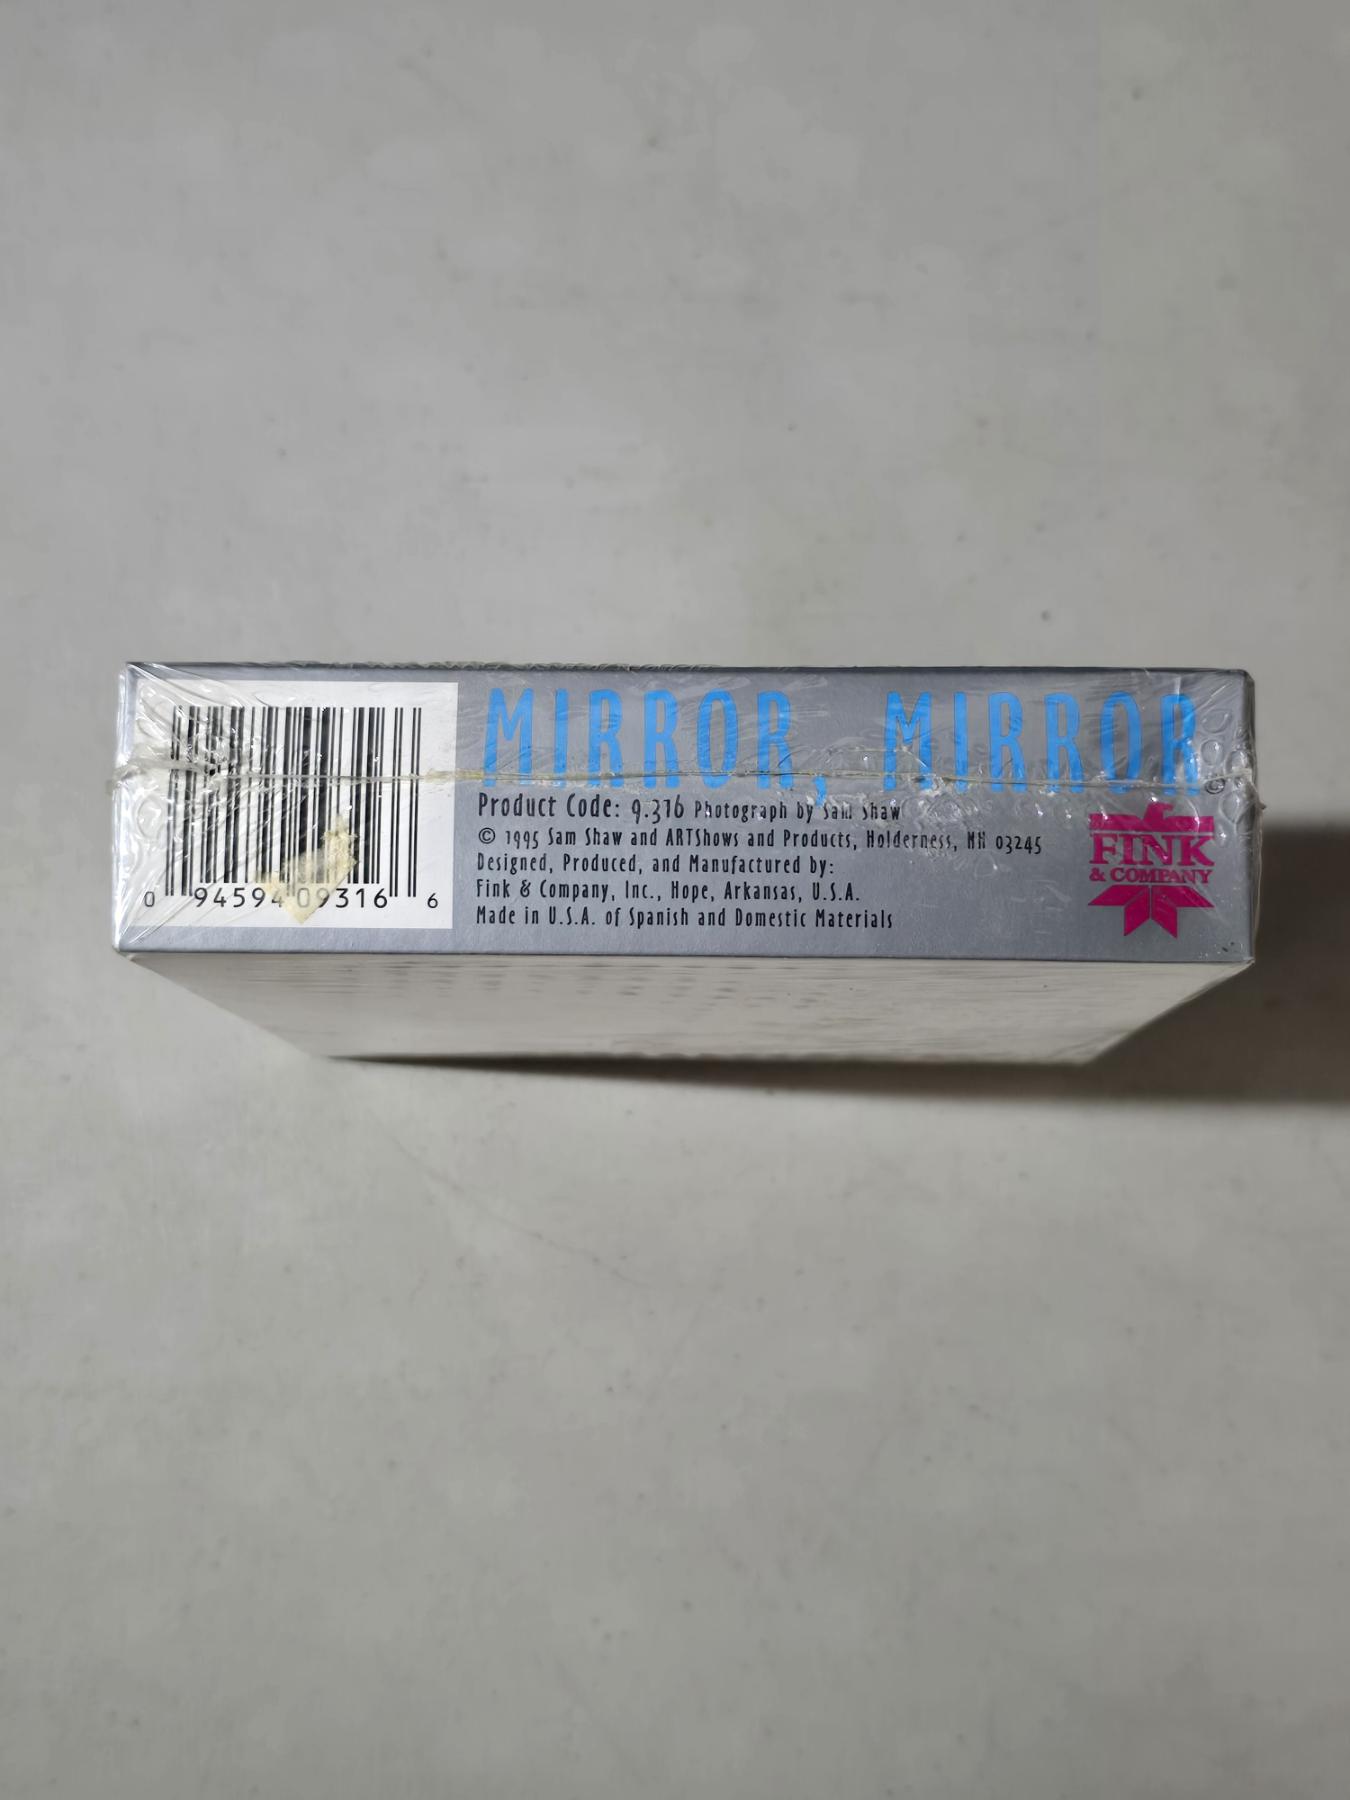 MIRROR, MIRROR©
Product Code: 9.316 Photograph by Sam Shaw
© 1995 Sam Shaw and ARTShows and Products, Holderness, NH 03245
Designed, Produced, and Manufactured by:
Fink & Company, Inc., Hope, Arkansas, U.S.A.
Made in U.S.A. of Spanish and Domestic Materials
0 94594 09316 6
FINK
& COMPANY